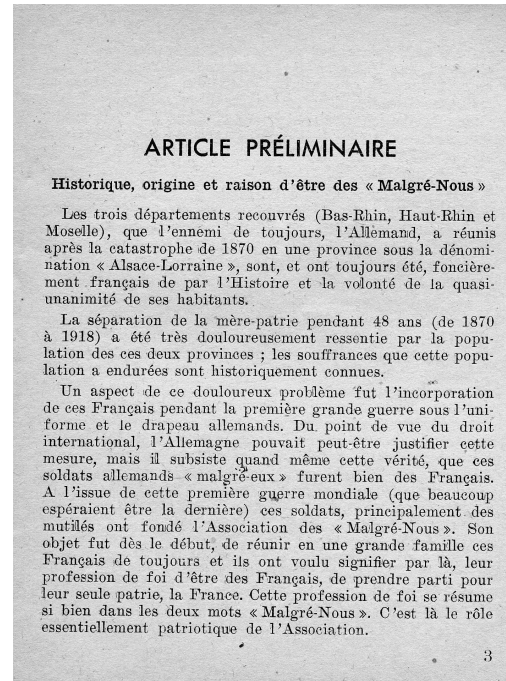 ARTICLE PRÉLIMINAIRE
Historique, origine et raison d'être des « Malgré-Nous »
Les trois départements recouvrés (Bas-Rhin, Haut-Rhin et
Moselle), que l'ennemi de toujours, l'Allemand, a réunis
après la catastrophe de 1870 en une province sous la dénomi-
nation « Alsace-Lorraine », sont, et ont toujours été, foncière-
ment français de par l'Histoire et la volonté de la quasi-
unanimité de ses habitants.
La séparation de la mère-patrie pendant 48 ans (de 1870
à 1918) a été très douloureusement ressentie par la popu-
lation des ces deux provinces ; les souffrances que cette popu-
lation a endurées sont historiquement connues.
Un aspect de ce douloureux problème fut l'incorporation
de ces Français pendant la première grande guerre sous l'uni-
forme et le drapeau allemands. Du point de vue du droit
international, l'Allemagne pouvait peut-être justifier cette
mesure, mais il subsiste quand même cette vérité, que ces
soldats allemands « malgré-eux » furent bien des Français.
A l'issue de cette première guerre mondiale (que beaucoup
espéraient être la dernière) ces soldats, principalement des
mutilés ont fondé l'Association des « Malgré-Nous ». Son
objet fut dès le début, de réunir en une grande famille ces
Français de toujours et ils ont voulu signifier par là, leur
profession de foi d'être des Français, de prendre parti pour
leur seule patrie, la France. Cette profession de foi se résume
si bien dans les deux mots « Malgré-Nous ». C'est là le rôle
essentiellement patriotique de l'Association.
3